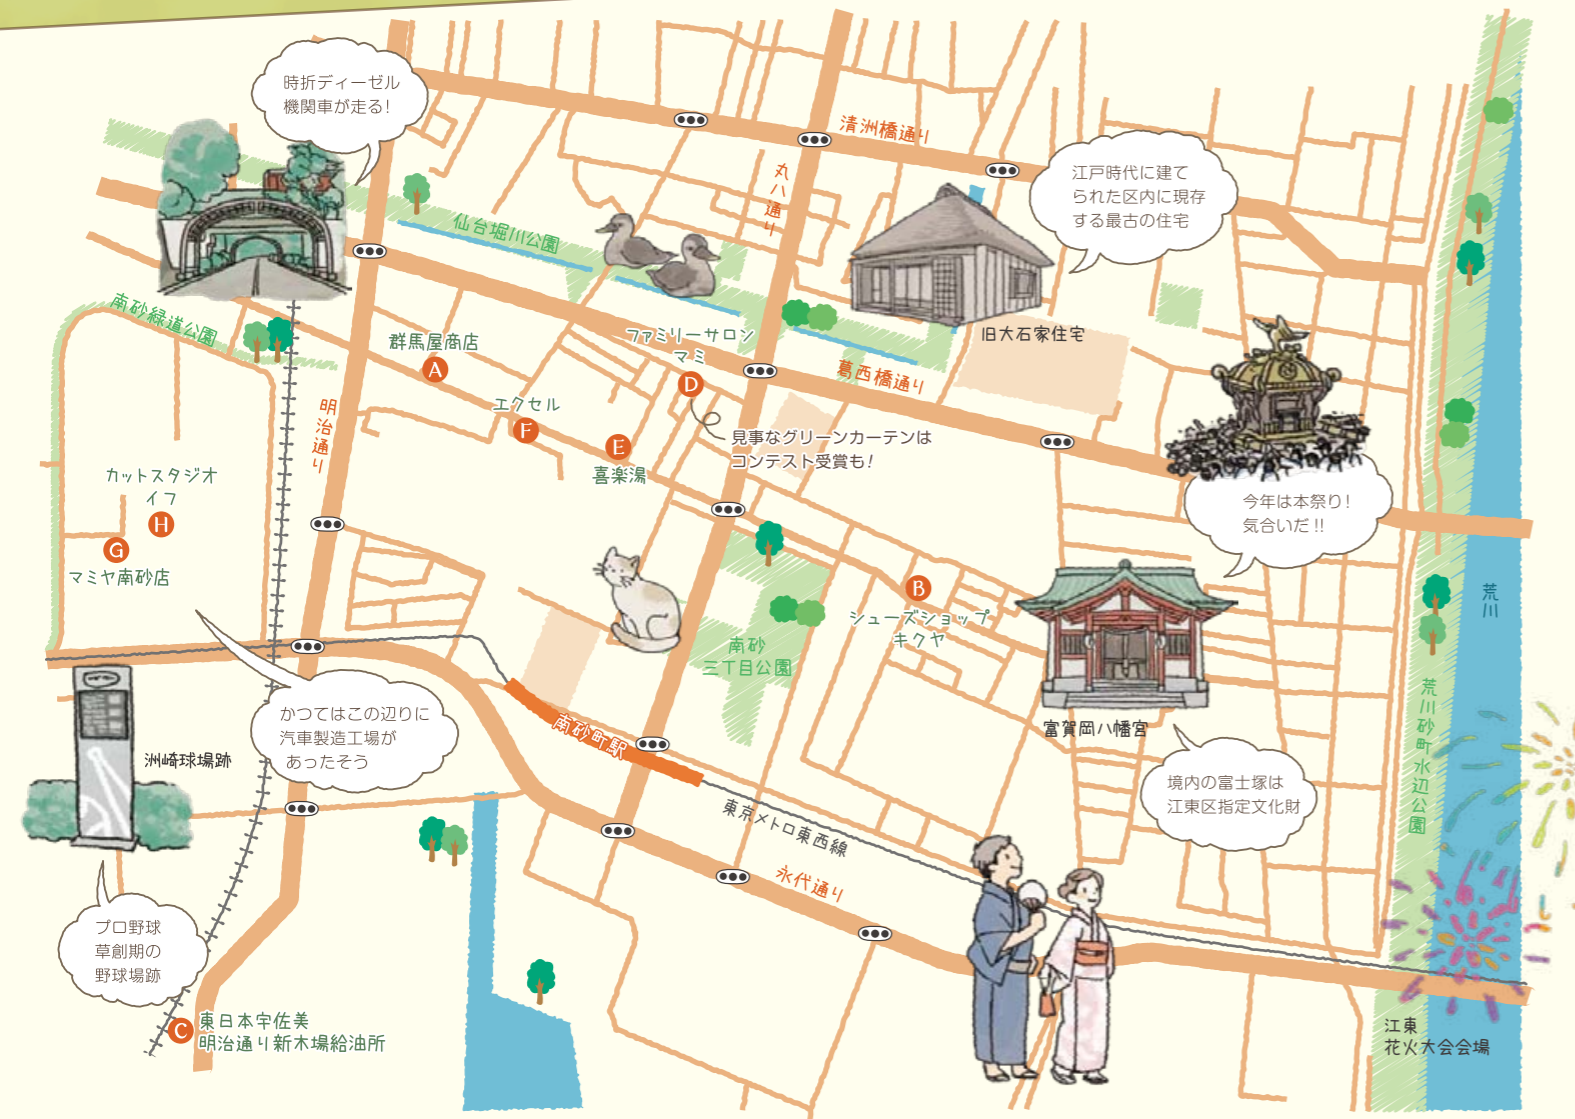 時折ディーゼル
機関車が走る!
清洲橋通り
丸八通り
江戸時代に建て
られた区内に現存
する最古の住宅
仙台堀川公園
南砂緑道公園
群馬屋商店
A
ファミリーサロン
マミ
D
旧大石家住宅
葛西橋通り
エクセル
F
明治通り
E
喜楽湯
見事なグリーンカーテンは
コンテスト受賞も!
カットスタジオ
イフ
H
G
マミヤ南砂店
今年は本祭り!
気合いだ!!
B
シューズショップ
キクヤ
荒川
南砂
三丁目公園
かつてはこの辺りに
汽車製造工場が
あったそう
南砂町駅
富賀岡八幡宮
荒川砂町水辺公園
洲崎球場跡
境内の富士塚は
江東区指定文化財
東京メトロ東西線
永代通り
プロ野球
草創期の
野球場跡
C
東日本宇佐美
明治通り新木場給油所
江東
花火大会会場